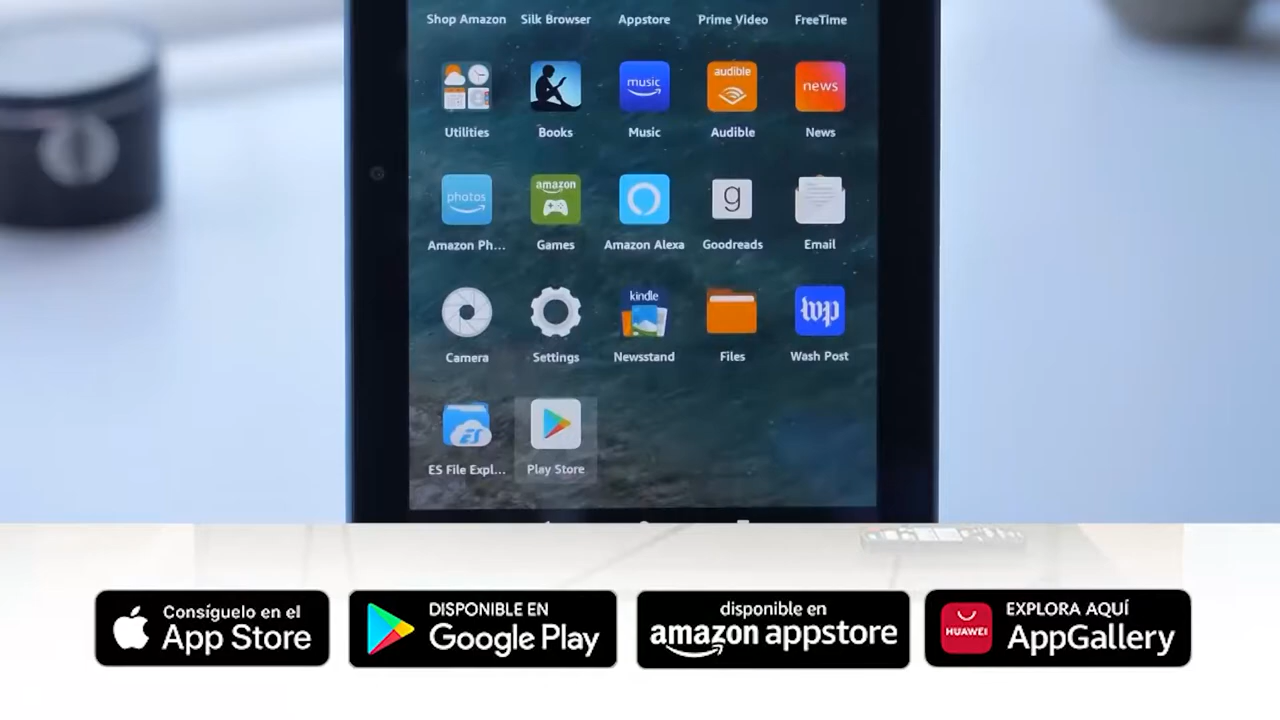 Shop Amazon Silk Browser Appstore Prime Video FreeTime
music audible news
Utilities Books Music Audible News
photos amazon g
Amazon Ph... Games Amazon Alexa Goodreads Email
kindle wp
Camera Settings Newsstand Files Wash Post
ES
ES File Expl... Play Store
Consíguelo en el
App Store
DISPONIBLE EN
Google Play
disponible en
amazon appstore
HUAWEI
EXPLORA AQUÍ
AppGallery